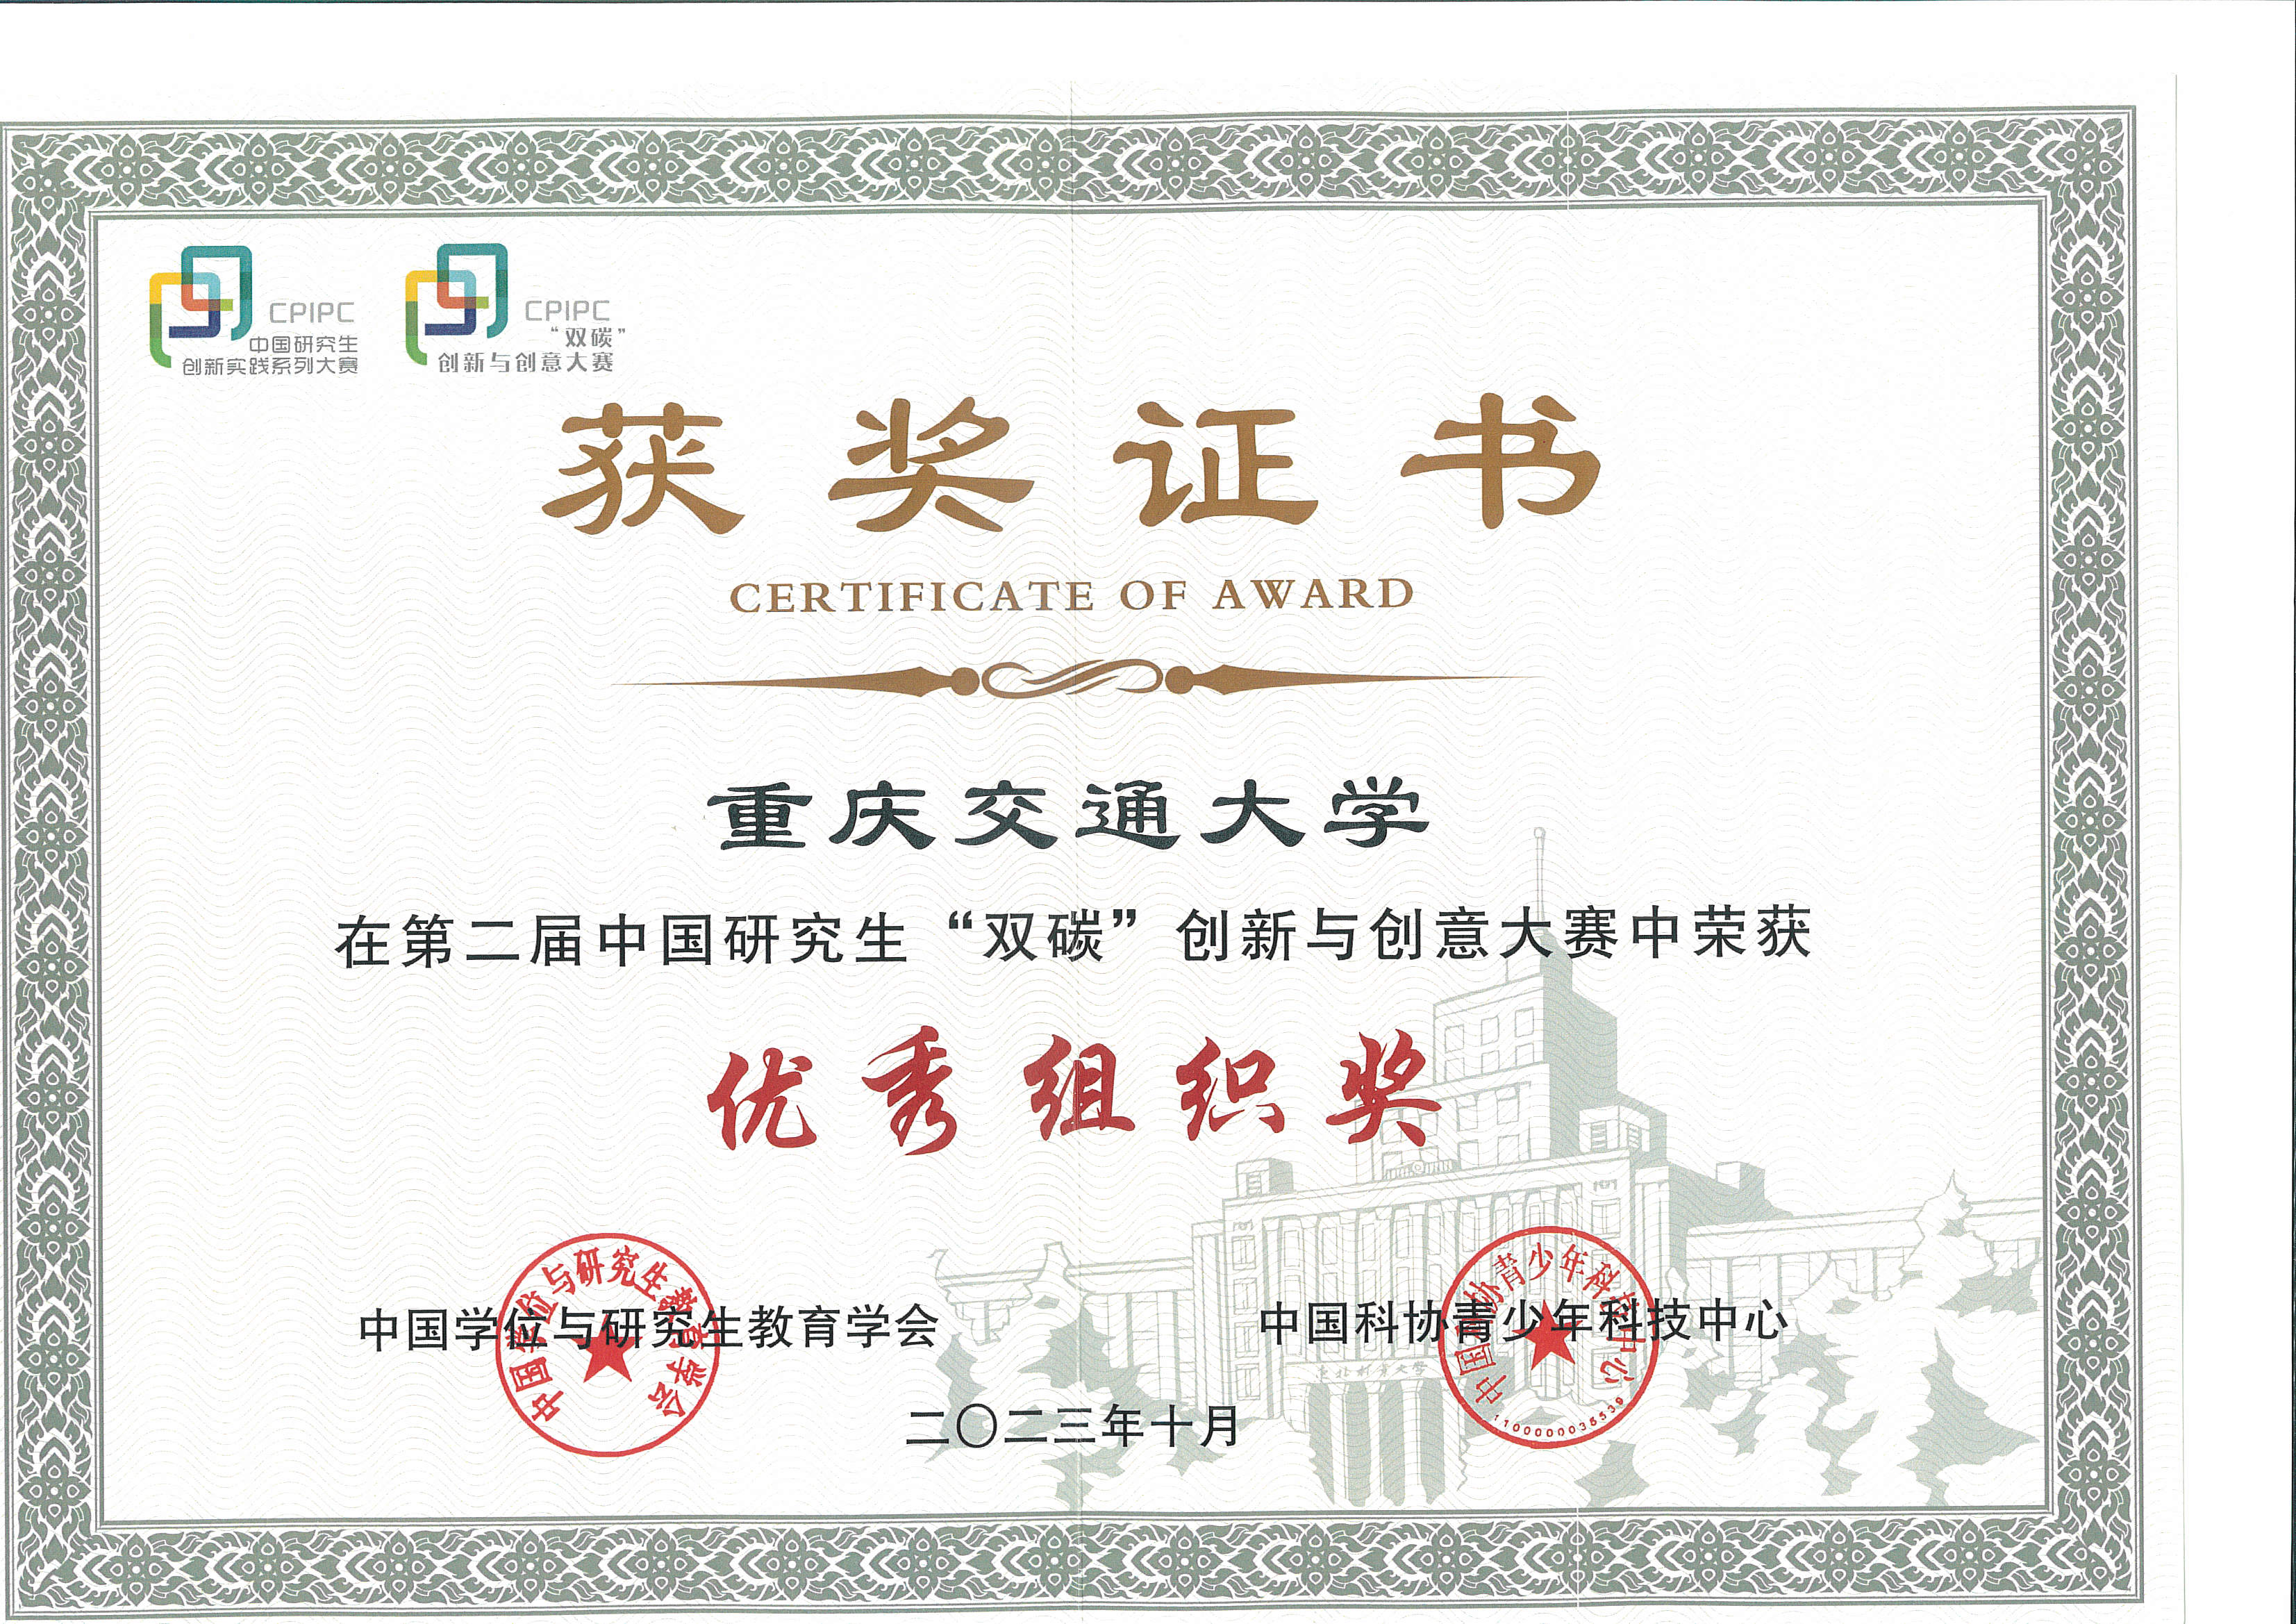 CPIPC
中国研究生
创新实践系列大赛
CPIPC
“双碳”
创新与创意大赛
获奖证书
CERTIFICATE OF AWARD
重庆交通大学
在第二届中国研究生“双碳”创新与创意大赛中荣获
优秀组织奖
中国学位与研究生教育学会
中国科协青少年科技中心
二〇二三年十月
中国学位与研究生教育学会
中国科协青少年科技中心
东北林业大学